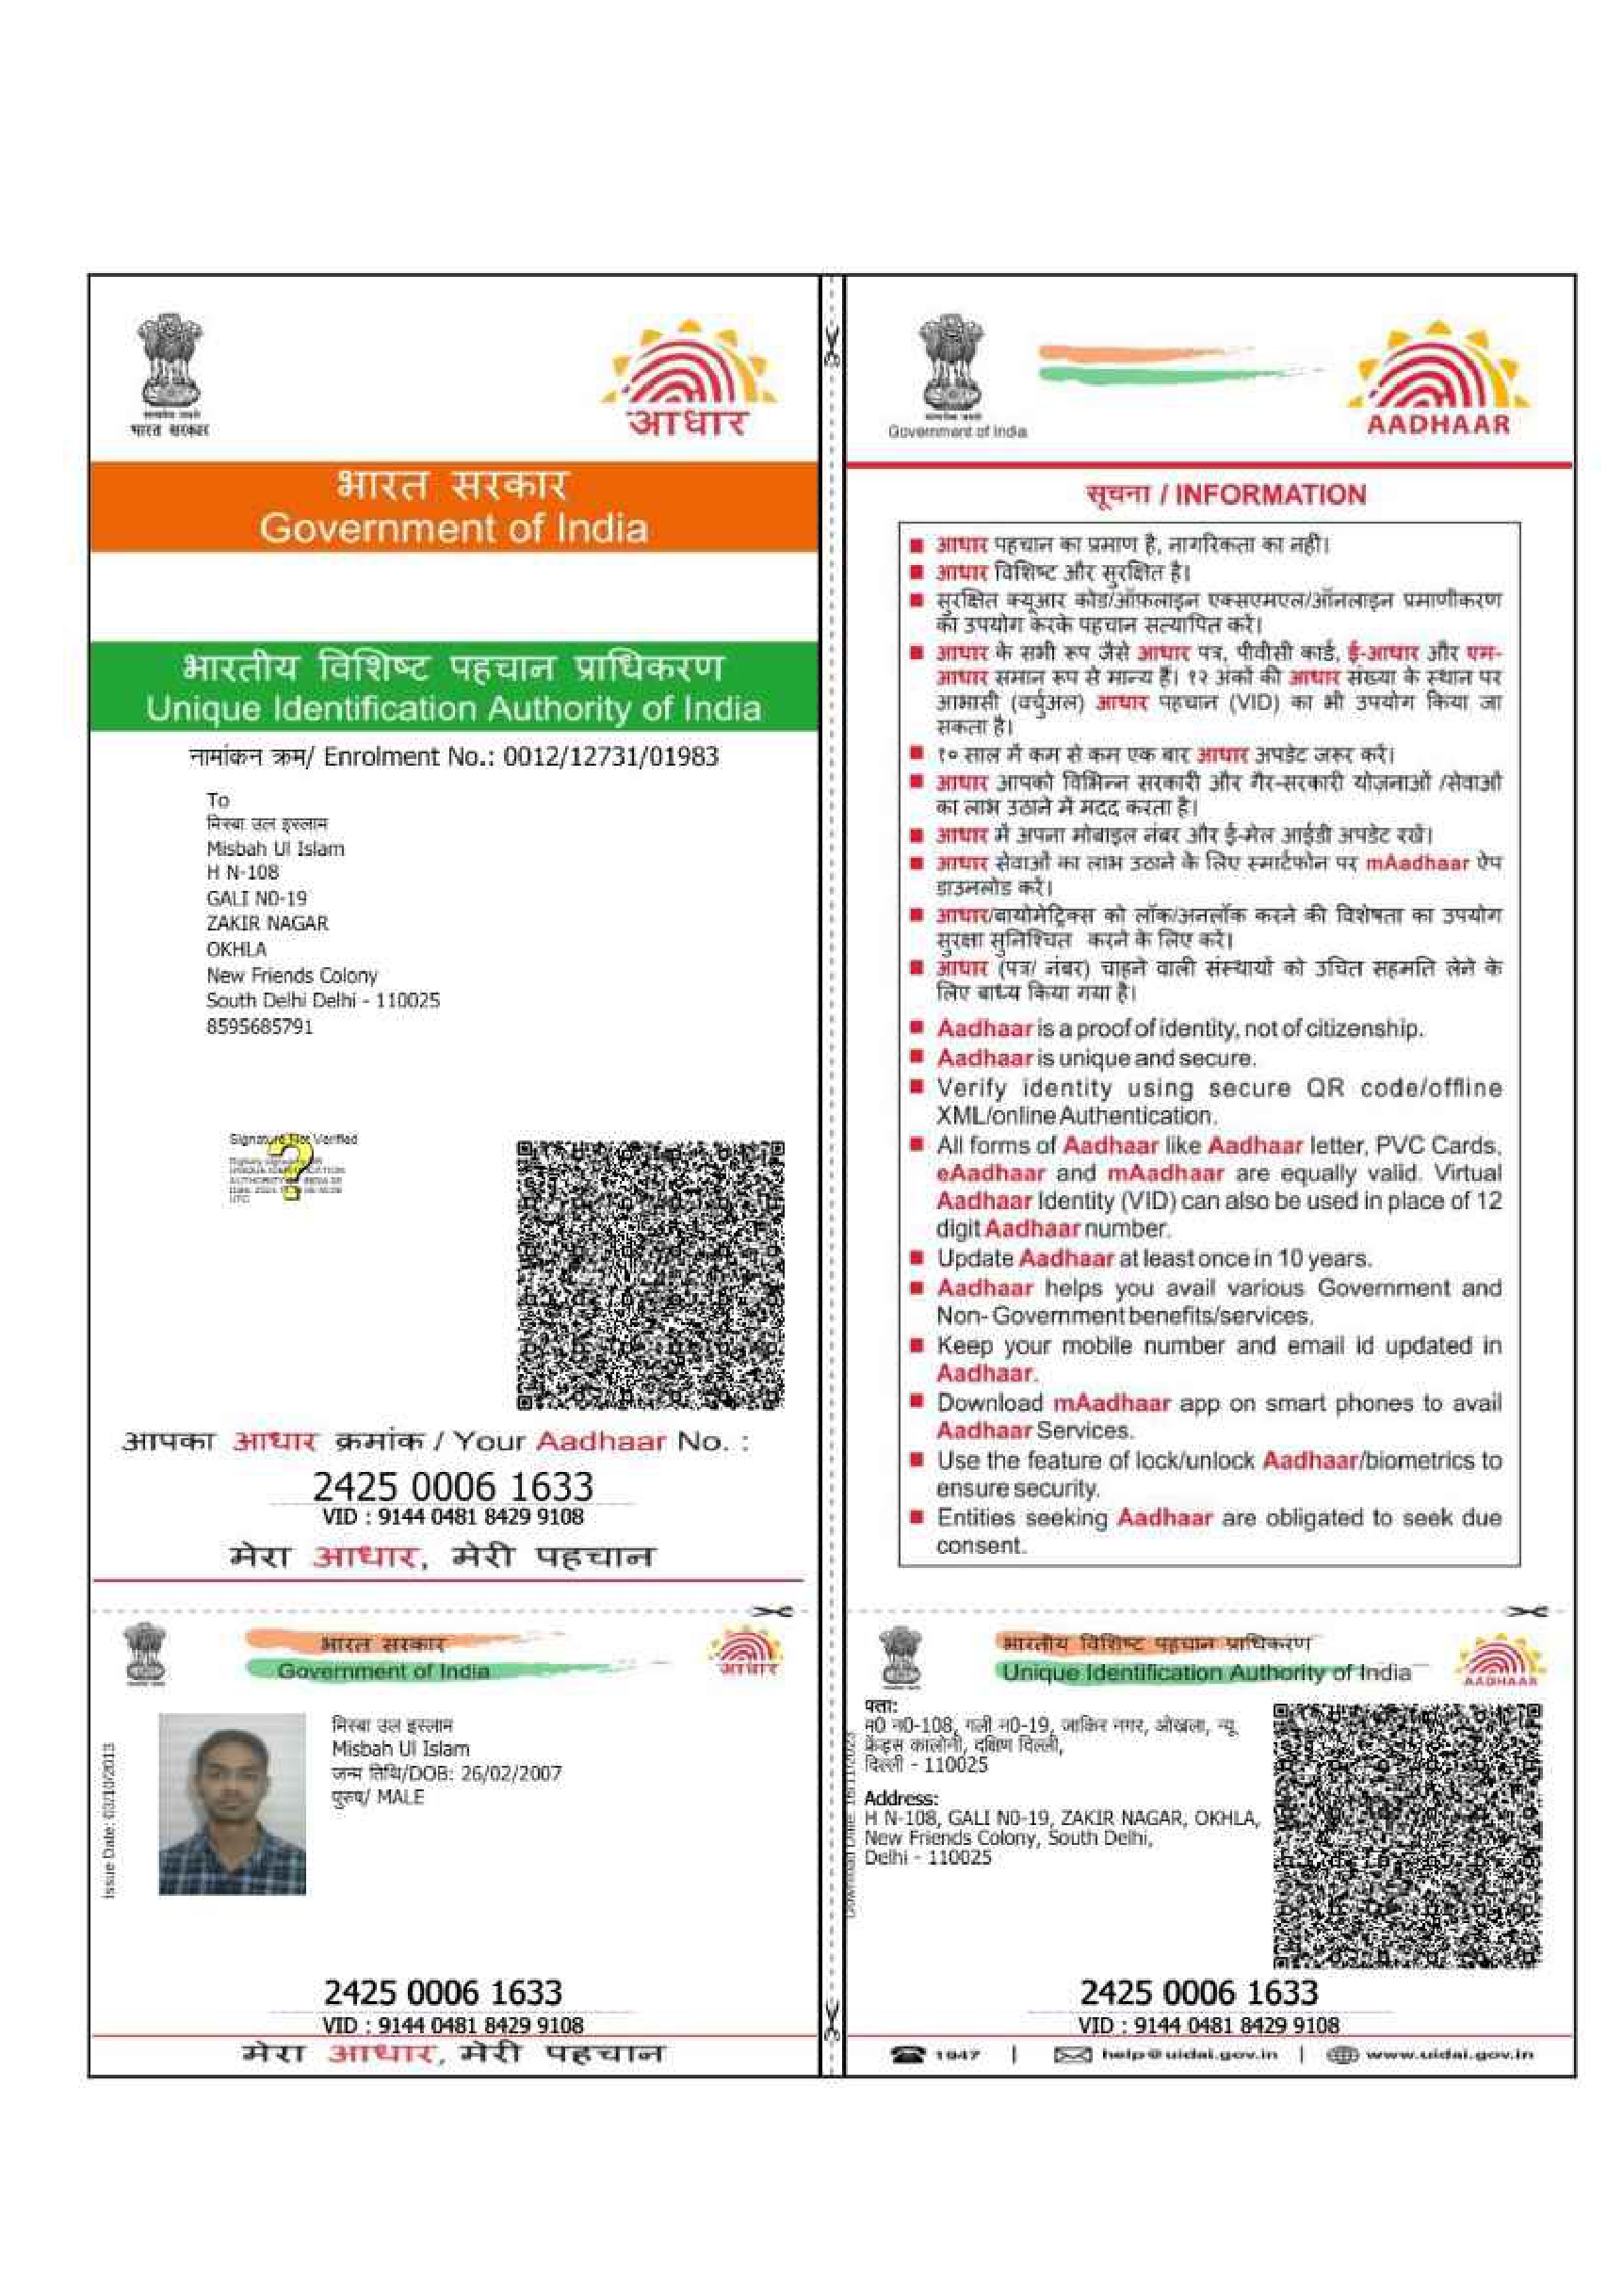 सत्यमेव जयते
भारत सरकार
आधार
भारत सरकार
Government of India
भारतीय विशिष्ट पहचान प्राधिकरण
Unique Identification Authority of India
नामांकन क्रम/ Enrolment No.: 0012/12731/01983
To
मिस्बा उल इस्लाम
Misbah Ul Islam
H N-108
GALI NO-19
ZAKIR NAGAR
OKHLA
New Friends Colony
South Delhi Delhi - 110025
8595685791
Signature Not Verified
आपका आधार क्रमांक / Your Aadhaar No. :
2425 0006 1633
VID : 9144 0481 8429 9108
मेरा आधार, मेरी पहचान
भारत सरकार
Government of India
आधार
Issue Date: 03/10/2013
मिस्बा उल इस्लाम
Misbah Ul Islam
जन्म तिथि/DOB: 26/02/2007
पुरुष/ MALE
2425 0006 1633
VID : 9144 0481 8429 9108
मेरा आधार, मेरी पहचान
Government of India
AADHAAR
सूचना / INFORMATION
आधार पहचान का प्रमाण है, नागरिकता का नहीं।
आधार विशिष्ट और सुरक्षित है।
सुरक्षित क्यूआर कोड/ऑफ़लाइन एक्सएमएल/ऑनलाइन प्रमाणीकरण
का उपयोग करके पहचान सत्यापित करें।
आधार के सभी रूप जैसे आधार पत्र, पीवीसी कार्ड, ई-आधार और एम-
आधार समान रूप से मान्य हैं। १२ अंकों की आधार संख्या के स्थान पर
आभासी (वर्चुअल) आधार पहचान (VID) का भी उपयोग किया जा
सकता है।
१० साल में कम से कम एक बार आधार अपडेट जरूर करें।
आधार आपको विभिन्न सरकारी और गैर-सरकारी योजनाओं /सेवाओं
का लाभ उठाने में मदद करता है।
आधार में अपना मोबाइल नंबर और ई-मेल आईडी अपडेट रखें।
आधार सेवाओं का लाभ उठाने के लिए स्मार्टफोन पर mAadhaar ऐप
डाउनलोड करें।
आधार/बायोमेट्रिक्स को लॉक/अनलॉक करने की विशेषता का उपयोग
सुरक्षा सुनिश्चित करने के लिए करें।
आधार (पत्र/ नंबर) चाहने वाली संस्थायों को उचित सहमति लेने के
लिए बाध्य किया गया है।
Aadhaar is a proof of identity, not of citizenship.
Aadhaar is unique and secure.
Verify identity using secure QR code/offline
XML/online Authentication.
All forms of Aadhaar like Aadhaar letter, PVC Cards,
eAadhaar and mAadhaar are equally valid. Virtual
Aadhaar Identity (VID) can also be used in place of 12
digit Aadhaar number.
Update Aadhaar at least once in 10 years.
Aadhaar helps you avail various Government and
Non- Government benefits/services.
Keep your mobile number and email id updated in
Aadhaar.
Download mAadhaar app on smart phones to avail
Aadhaar Services.
Use the feature of lock/unlock Aadhaar/biometrics to
ensure security.
Entities seeking Aadhaar are obligated to seek due
consent.
भारतीय विशिष्ट पहचान प्राधिकरण
Unique Identification Authority of India
AADHAAR
पता:
म0 न0-108, गली न0-19, जाकिर नगर, ओखला, न्यू
फ्रेंड्स कालोनी, दक्षिण दिल्ली,
दिल्ली - 110025
Address:
H N-108, GALI NO-19, ZAKIR NAGAR, OKHLA,
New Friends Colony, South Delhi,
Delhi - 110025
2425 0006 1633
VID : 9144 0481 8429 9108
1947 | help@uidai.gov.in | www.uidai.gov.in